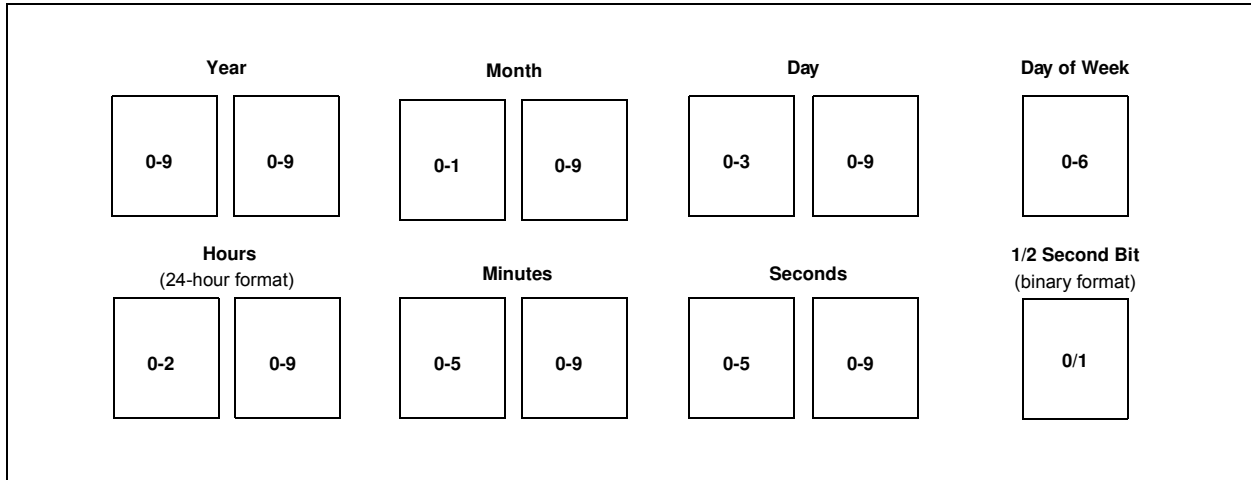 Year Month Day Day of Week
0-9 0-9 0-1 0-9 0-3 0-9 0-6
Hours Minutes Seconds 1/2 Second Bit
(24-hour format) (binary format)
0-2 0-9 0-5 0-9 0-5 0-9 0/1